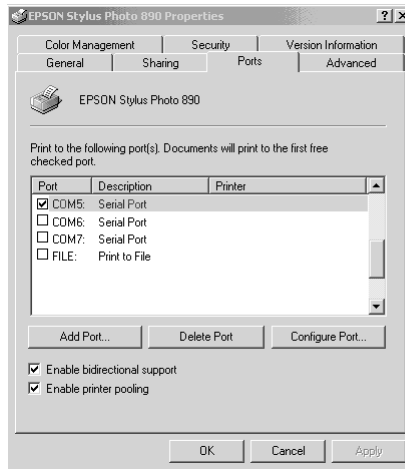 EPSON Stylus Photo 890 Properties
Color Management Security Version Information
General Sharing Ports Advanced
EPSON Stylus Photo 890
Print to the following port(s). Documents will print to the first free
checked port.
Port Description Printer
COM5: Serial Port
COM6: Serial Port
COM7: Serial Port
FILE: Print to File
Add Port... Delete Port Configure Port...
Enable bidirectional support
Enable printer pooling
OK Cancel Apply